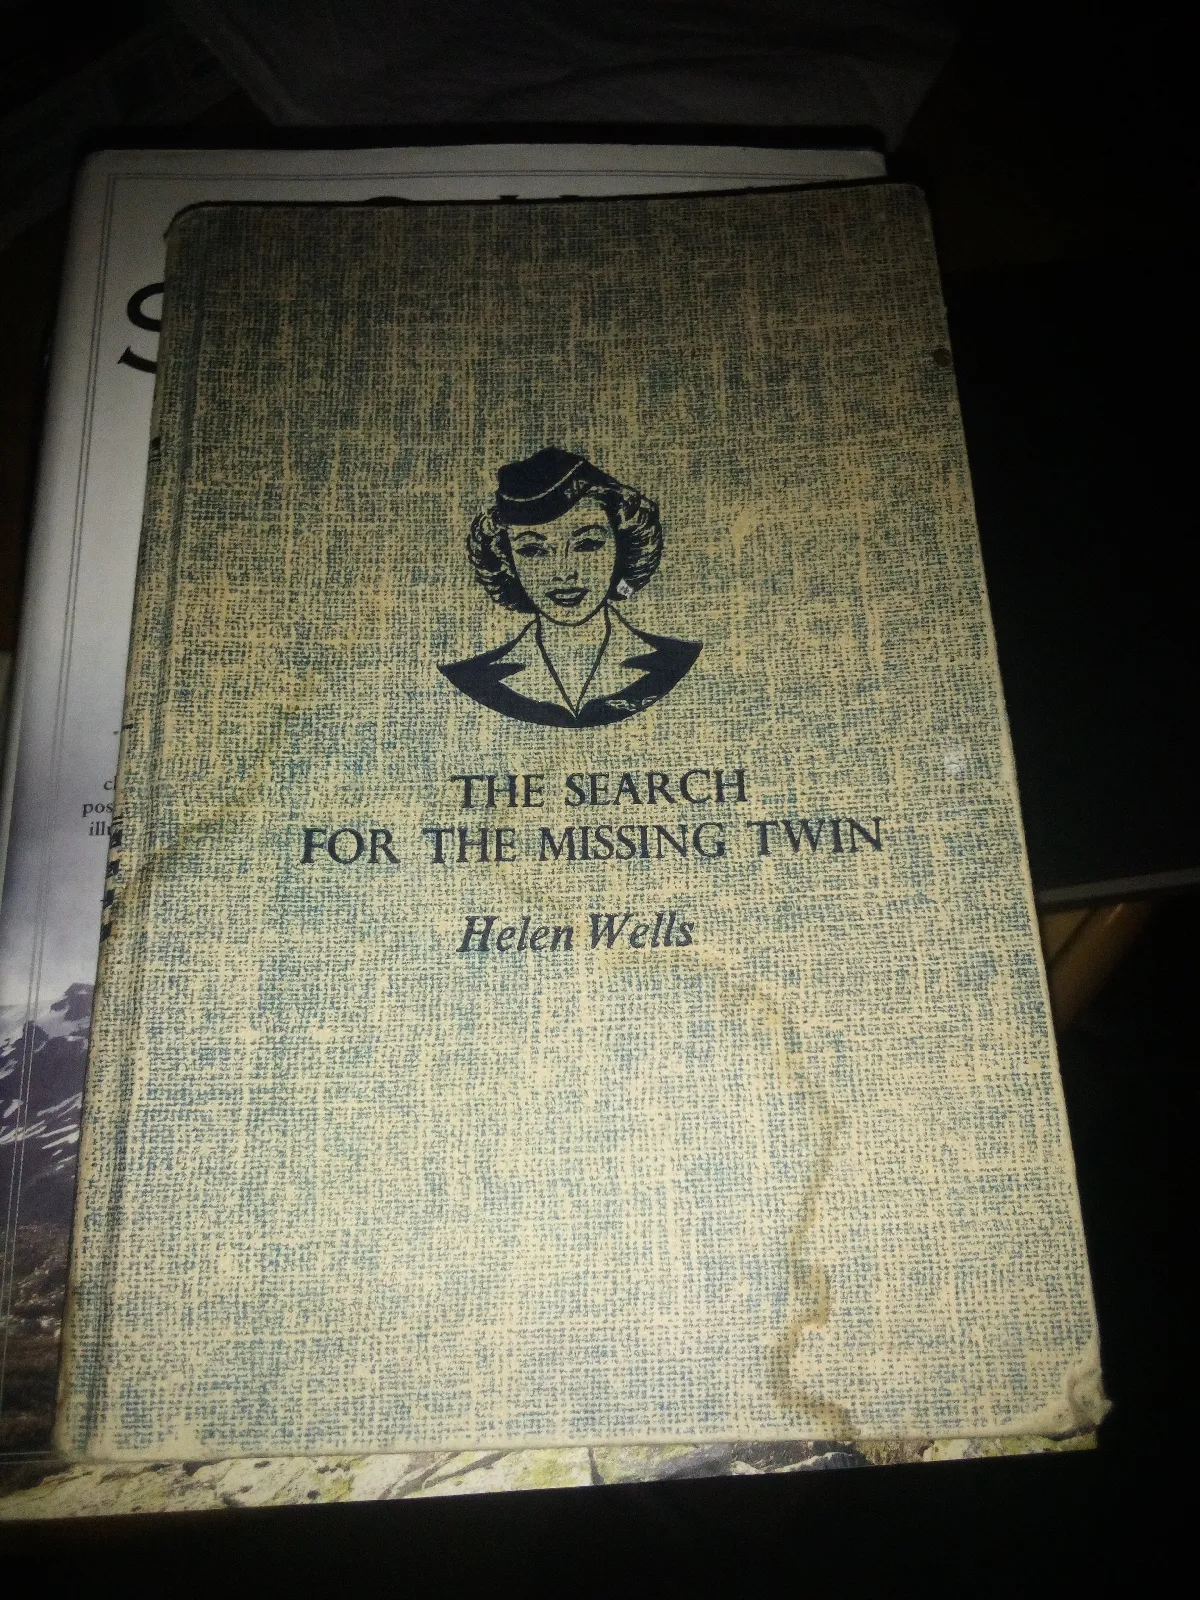 S
THE SEARCH
FOR THE MISSING TWIN
Helen Wells